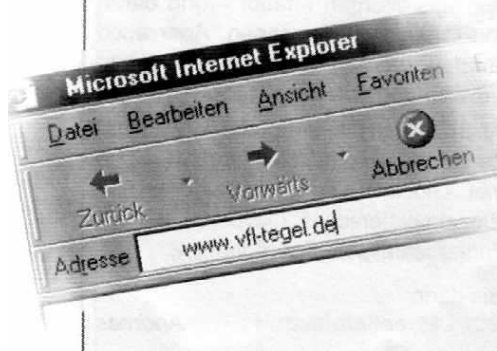 Microsoft Internet Explorer
Datei Bearbeiten Ansicht Favoriten E
Zurück Vorwärts Abbrechen
Adresse www.vfl-tegel.de